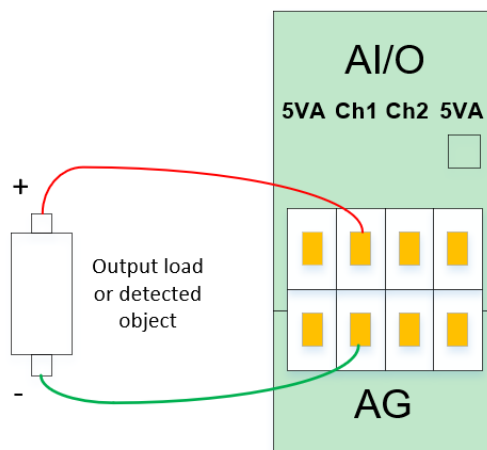 AI/O
5VA Ch1 Ch2 5VA
+
Output load
or detected
object
-
AG